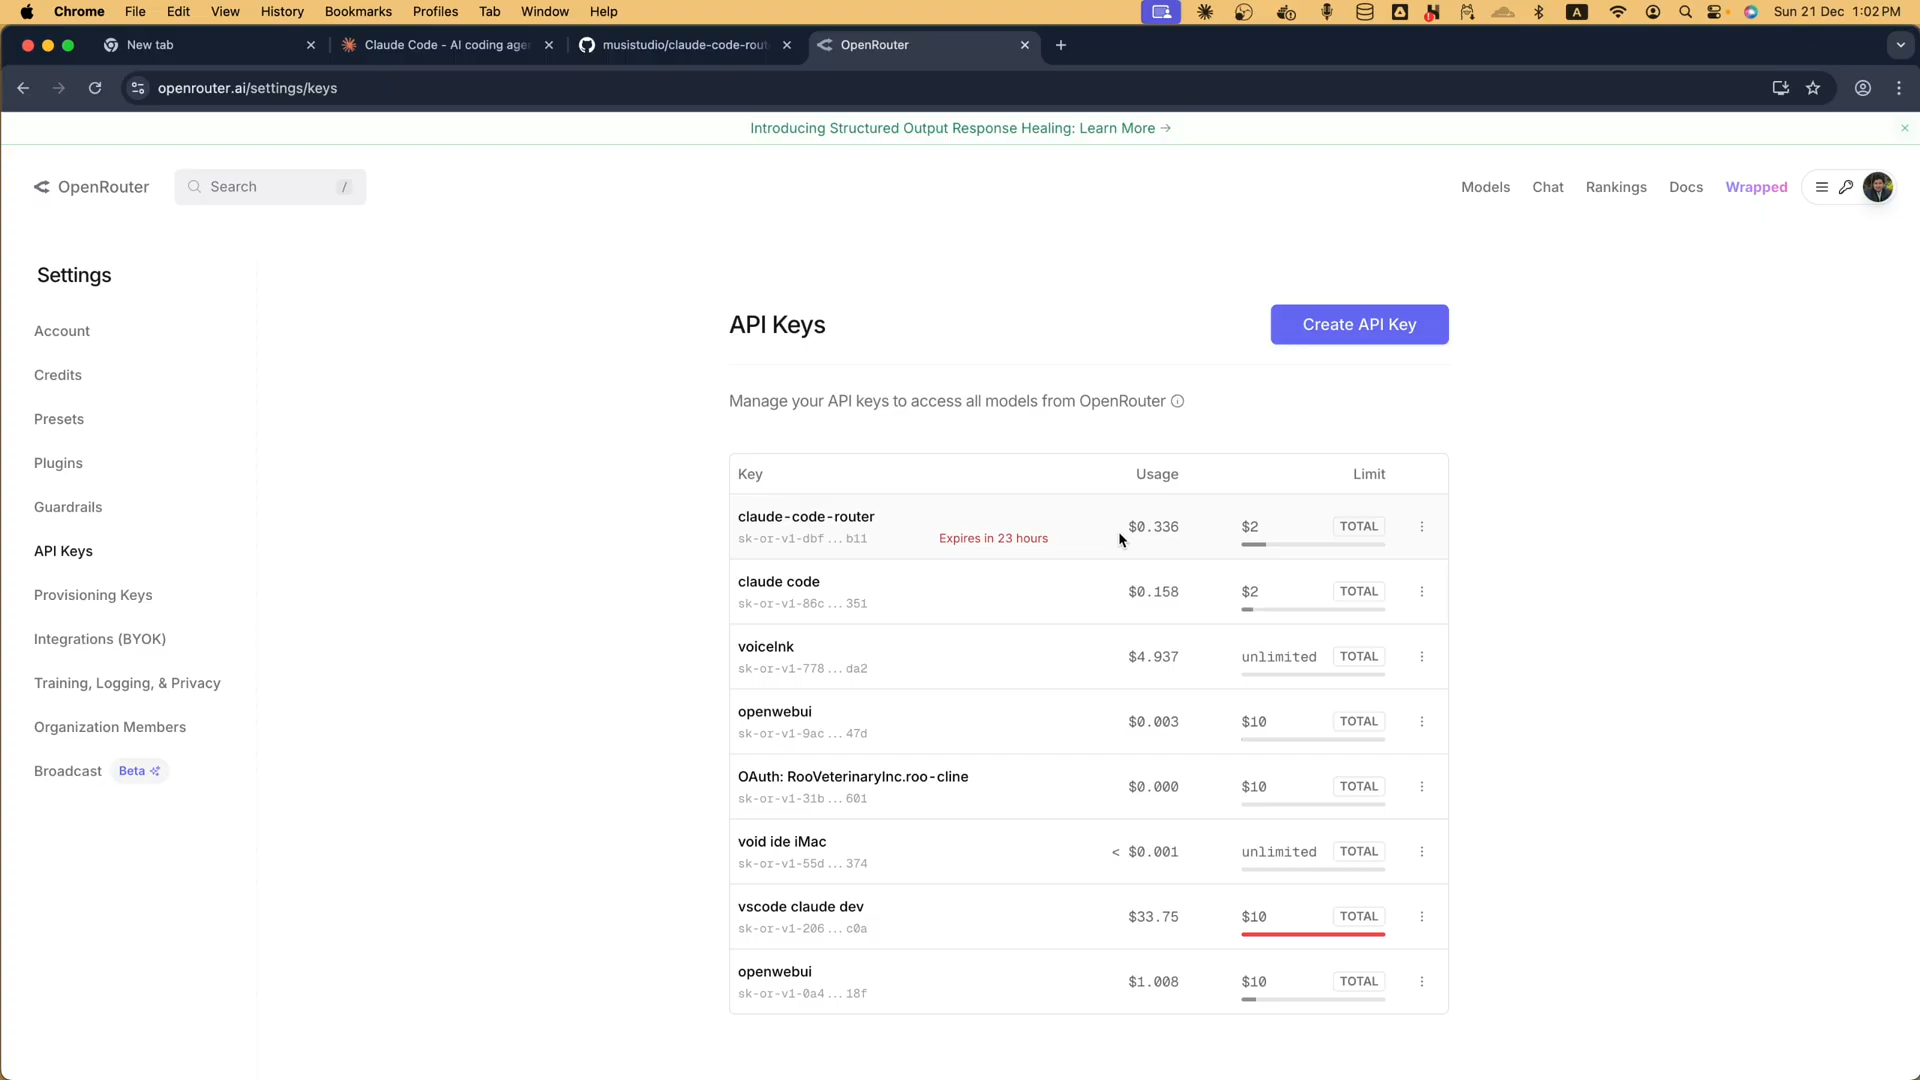 Chrome File Edit View History Bookmarks Profiles Tab Window Help
A
Sun 21 Dec 1:02 PM
New tab
Claude Code - AI coding age
musistudio/claude-code-rout
OpenRouter
openrouter.ai/settings/keys
Introducing Structured Output Response Healing: Learn More →
OpenRouter
Search /
Models Chat Rankings Docs Wrapped
Settings
Account
Credits
Presets
Plugins
Guardrails
API Keys
Provisioning Keys
Integrations (BYOK)
Training, Logging, & Privacy
Organization Members
Broadcast Beta
API Keys
Create API Key
Manage your API keys to access all models from OpenRouter
Key Usage Limit
claude-code-router
sk-or-v1-dbf...b11 Expires in 23 hours $0.336 $2 TOTAL
claude code
sk-or-v1-86c...351 $0.158 $2 TOTAL
voiceInk
sk-or-v1-778...da2 $4.937 unlimited TOTAL
openwebui
sk-or-v1-9ac...47d $0.003 $10 TOTAL
OAuth: RooVeterinaryInc.roo-cline
sk-or-v1-31b...601 $0.000 $10 TOTAL
void ide iMac
sk-or-v1-55d...374 < $0.001 unlimited TOTAL
vscode claude dev
sk-or-v1-206...c0a $33.75 $10 TOTAL
openwebui
sk-or-v1-0a4...18f $1.008 $10 TOTAL